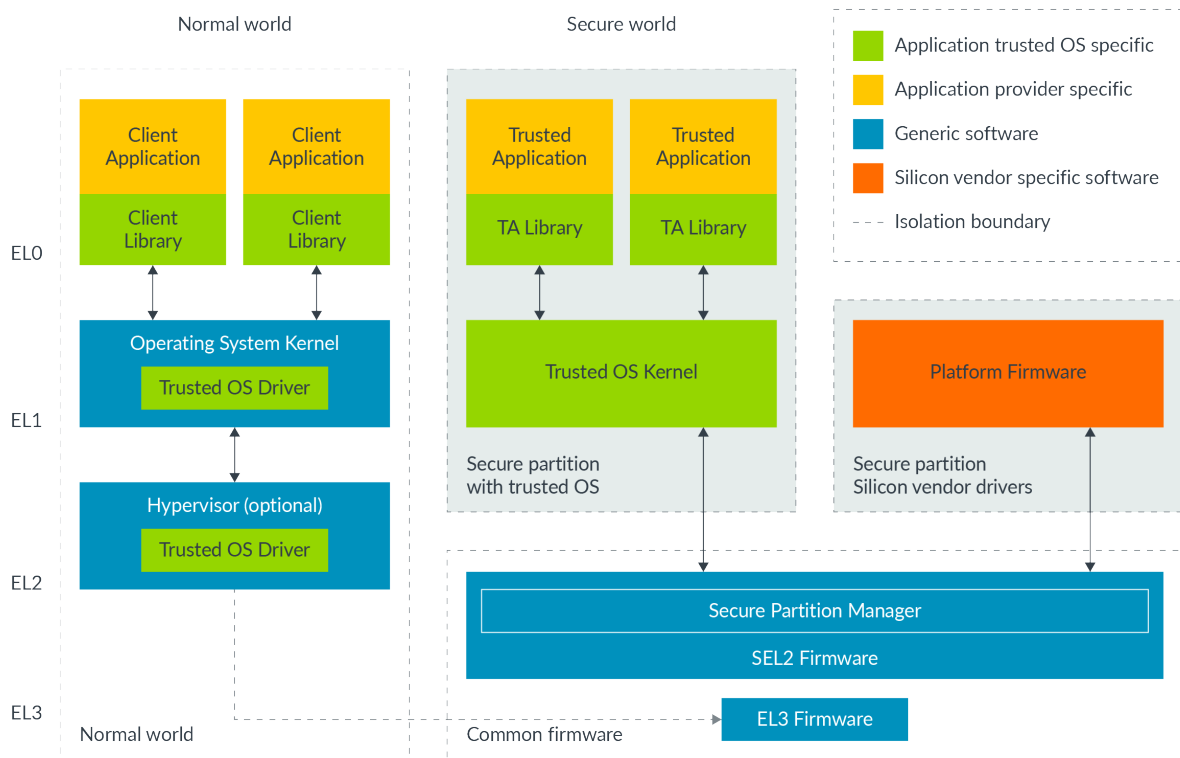 Normal world
Secure world
Application trusted OS specific
Application provider specific
Generic software
Silicon vendor specific software
Isolation boundary
Client
Application
Client
Application
Trusted
Application
Trusted
Application
Client
Library
Client
Library
TA Library
TA Library
EL0
Operating System Kernel
Trusted OS Driver
Trusted OS Kernel
Platform Firmware
EL1
Secure partition
with trusted OS
Secure partition
Silicon vendor drivers
Hypervisor (optional)
Trusted OS Driver
EL2
Secure Partition Manager
SEL2 Firmware
EL3
EL3 Firmware
Normal world
Common firmware